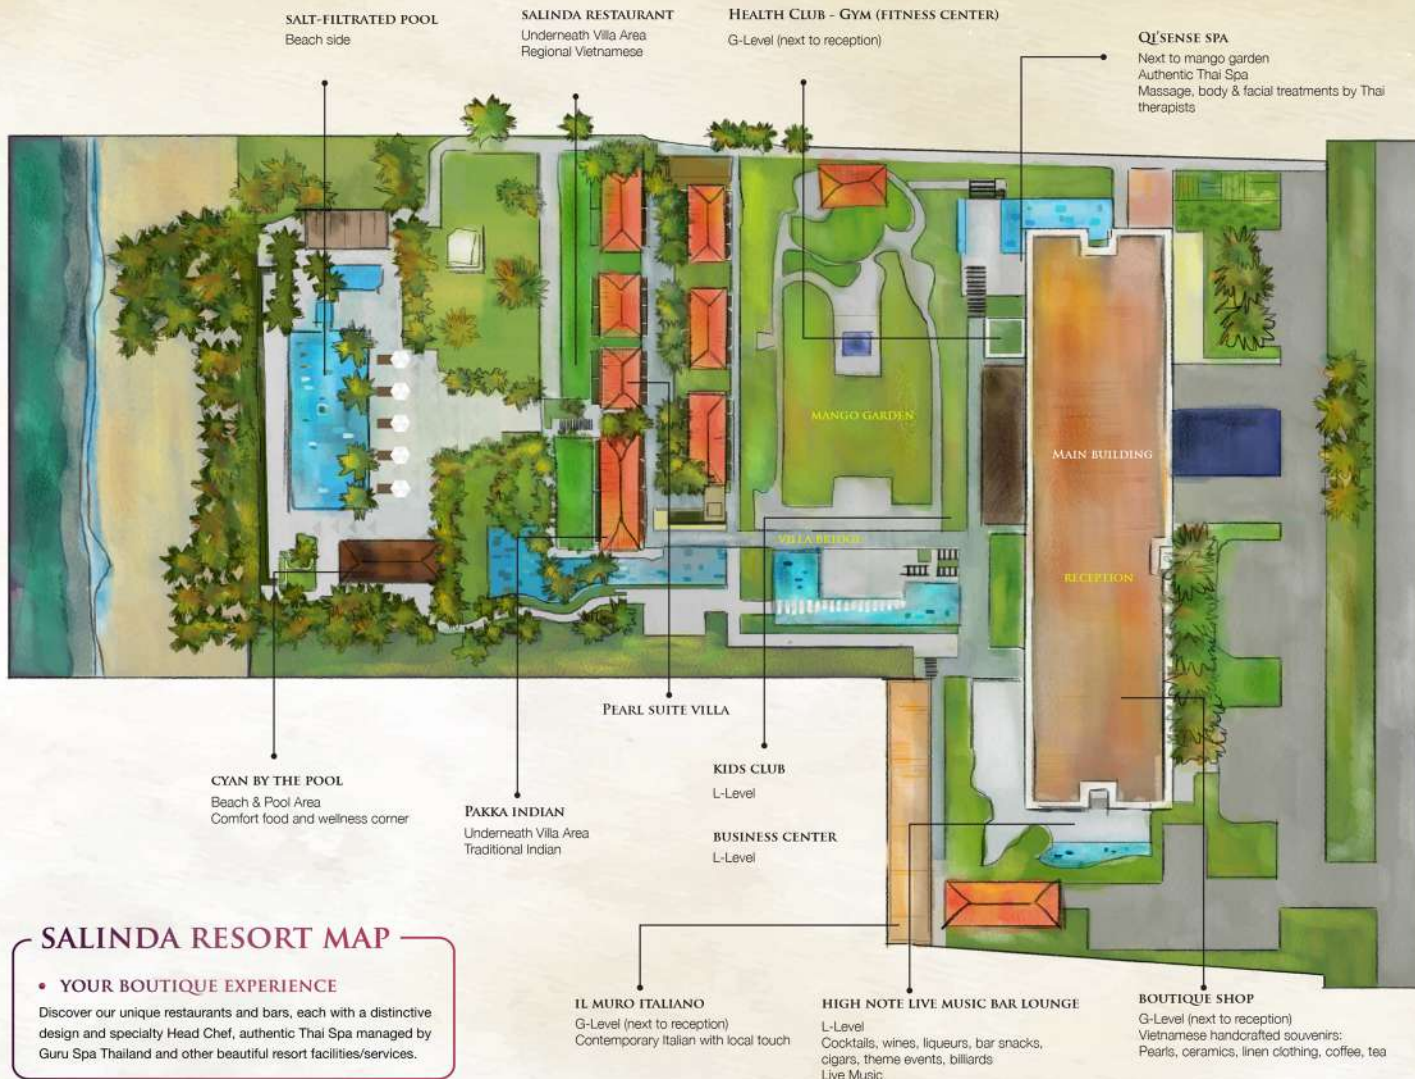 SALT-FILTRATED POOL
Beach side
SALINDA RESTAURANT
Underneath Villa Area
Regional Vietnamese
HEALTH CLUB - GYM (FITNESS CENTER)
G-Level (next to reception)
QI'SENSE SPA
Next to mango garden
Authentic Thai Spa
Massage, body & facial treatments by Thai
therapists
MANGO GARDEN
MAIN BUILDING
VILLA BRIDGE
RECEPTION
PEARL SUITE VILLA
CYAN BY THE POOL
Beach & Pool Area
Comfort food and wellness corner
PAKKA INDIAN
Underneath Villa Area
Traditional Indian
KIDS CLUB
L-Level
BUSINESS CENTER
L-Level
SALINDA RESORT MAP
• YOUR BOUTIQUE EXPERIENCE
Discover our unique restaurants and bars, each with a distinctive
design and specialty Head Chef, authentic Thai Spa managed by
Guru Spa Thailand and other beautiful resort facilities/services.
IL MURO ITALIANO
G-Level (next to reception)
Contemporary Italian with local touch
HIGH NOTE LIVE MUSIC BAR LOUNGE
L-Level
Cocktails, wines, liqueurs, bar snacks,
cigars, theme events, billiards
Live Music
BOUTIQUE SHOP
G-Level (next to reception)
Vietnamese handcrafted souvenirs:
Pearls, ceramics, linen clothing, coffee, tea